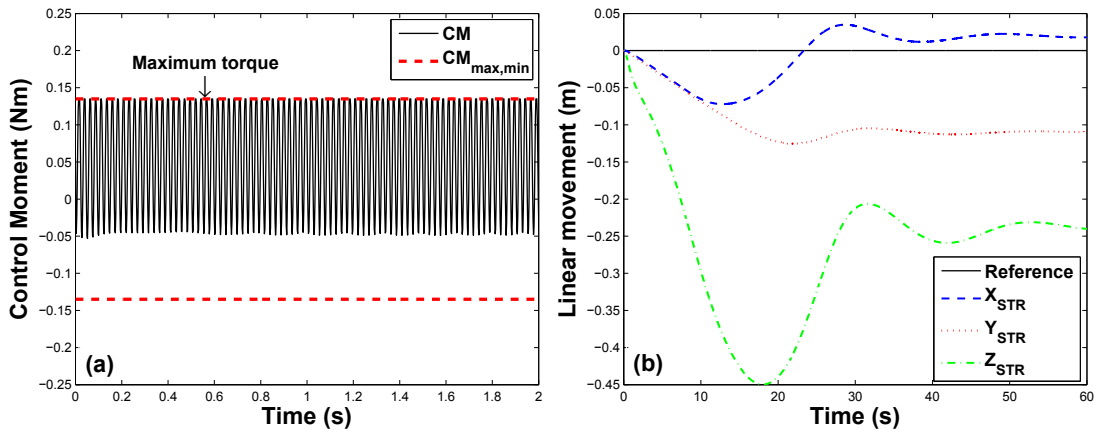 Control Moment (Nm)
0.25
0.2
0.15
0.1
0.05
0
−0.05
−0.1
−0.15
−0.2
−0.25
Maximum torque
CM
CM_max,min
(a)
0 0.2 0.4 0.6 0.8 1 1.2 1.4 1.6 1.8 2
Time (s)
Linear movement (m)
0.05
0
−0.05
−0.1
−0.15
−0.2
−0.25
−0.3
−0.35
−0.4
−0.45
(b)
Reference
X_STR
Y_STR
Z_STR
0 10 20 30 40 50 60
Time (s)